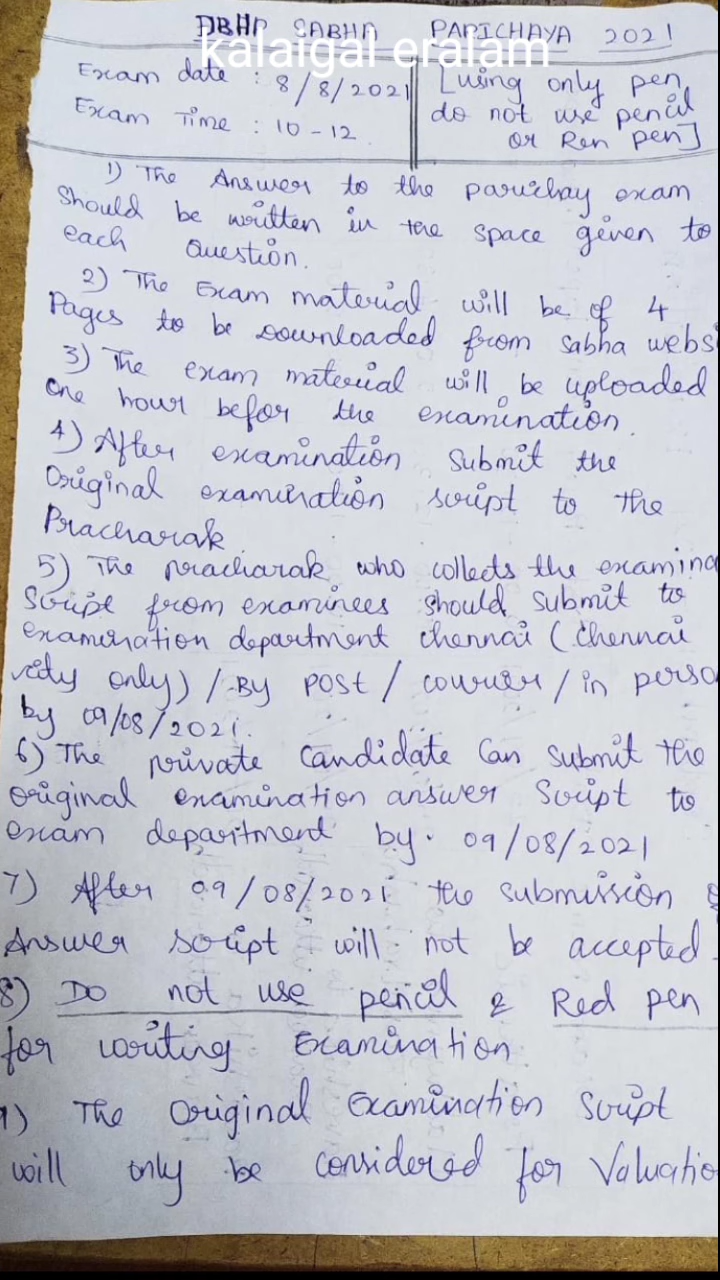 DBHP SABHA PARICHAYA 2021
kalaigal eralam
Exam date : 8/8/2021
Exam Time : 10-12
[using only pen
do not use pencil
or Ren pen]
1) The Answer to the parichay exam
Should be written in the space given to
each Question.
2) The Exam material will be of 4
Pages to be Downloaded from sabha webs
3) The exam material will be uploaded
One hour befor the examination.
4) After examination Submit the
Original examination script to the
Pracharak
5) The pracharak who collects the examina
Script from examinees should submit to
examination department chennai (Chennai
city only) / By post / courier / in perso
by 09/08/2021.
6) The private Candidate Can submit the
original examination answer Script to
exam department by. 09/08/2021
7) After 09/08/2021 the submission
Answer script will not be accepted.
8) Do not use pencil & Red pen
for writing Examination
9) The Original Examination Script
will only be considered for Valuatio